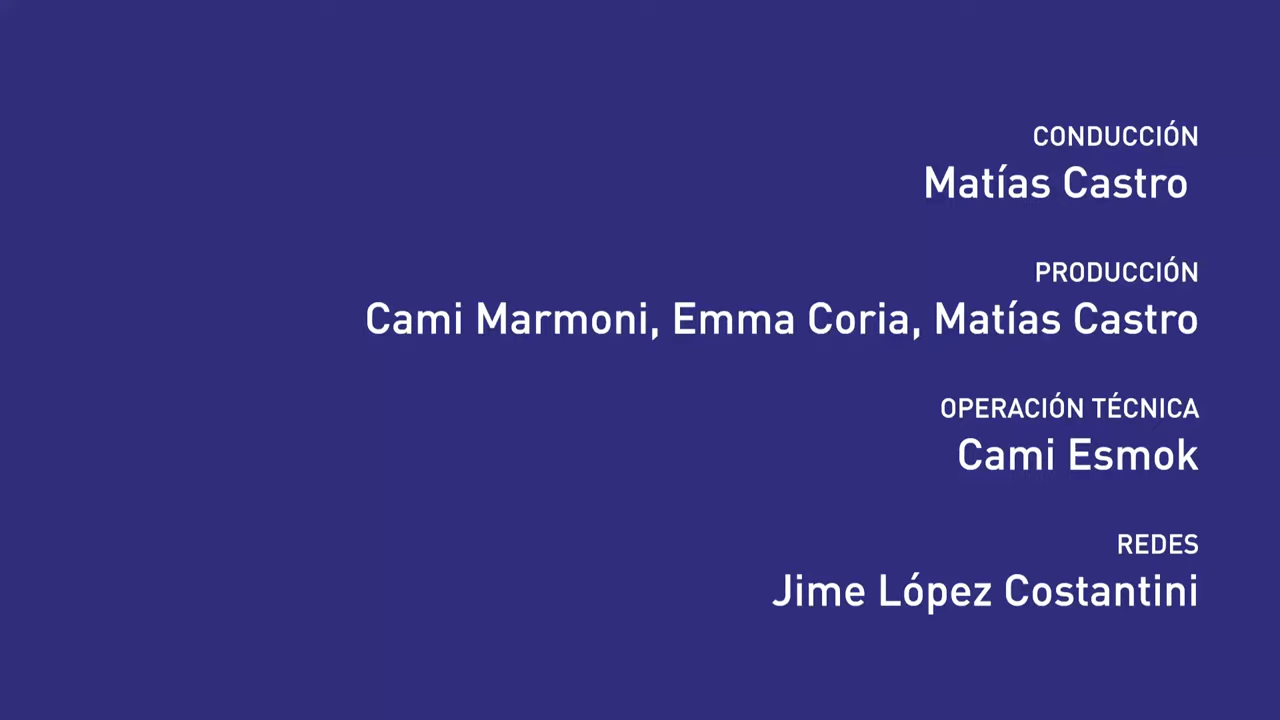 CONDUCCIÓN
Matías Castro
PRODUCCIÓN
Cami Marmoni, Emma Coria, Matías Castro
OPERACIÓN TÉCNICA
Cami Esmok
REDES
Jime López Costantini